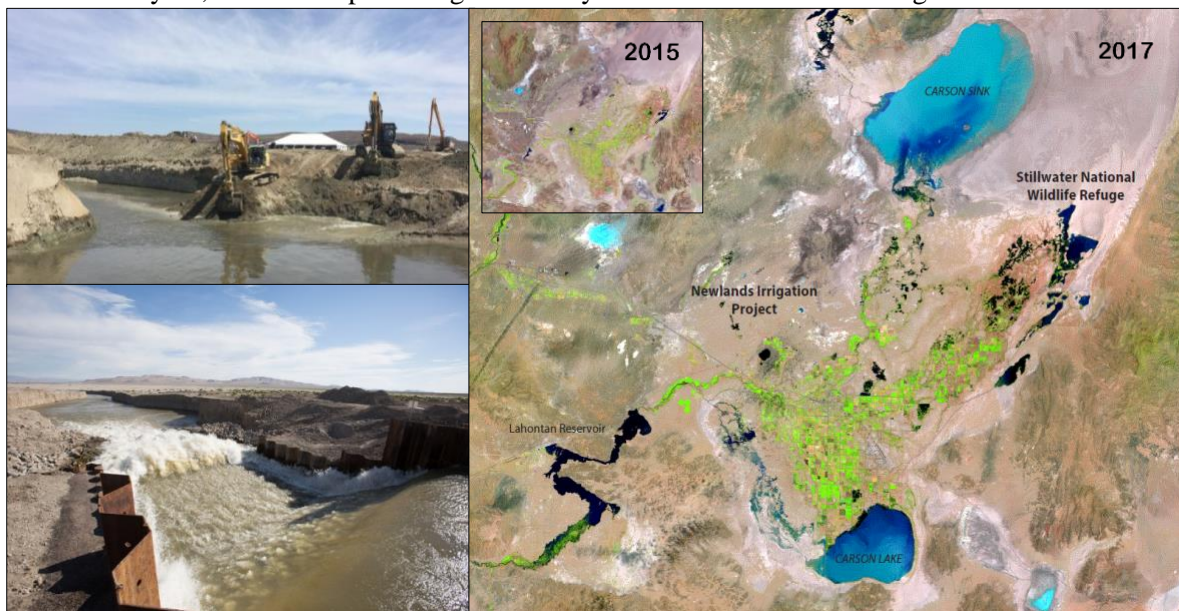 2015
2017
CARSON SINK
Stillwater National
Wildlife Refuge
Newlands Irrigation
Project
Lahontan Reservoir
CARSON LAKE